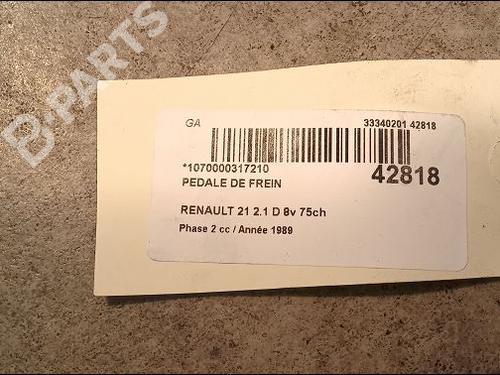 B-PARTS
GA 33340201 42818
*1070000317210
42818
PEDALE DE FREIN
RENAULT 21 2.1 D 8v 75ch
Phase 2 cc / Année 1989